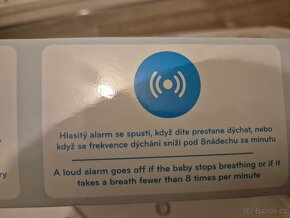 Hlasitý alarm se spustí, když dítě prestane dýchat, nebo
když se frekvence dýchání sníží pod 8nádechu za minutu
A loud alarm goes off if the baby stops breathing or if it
takes a breath fewer than 8 times per minute
ry